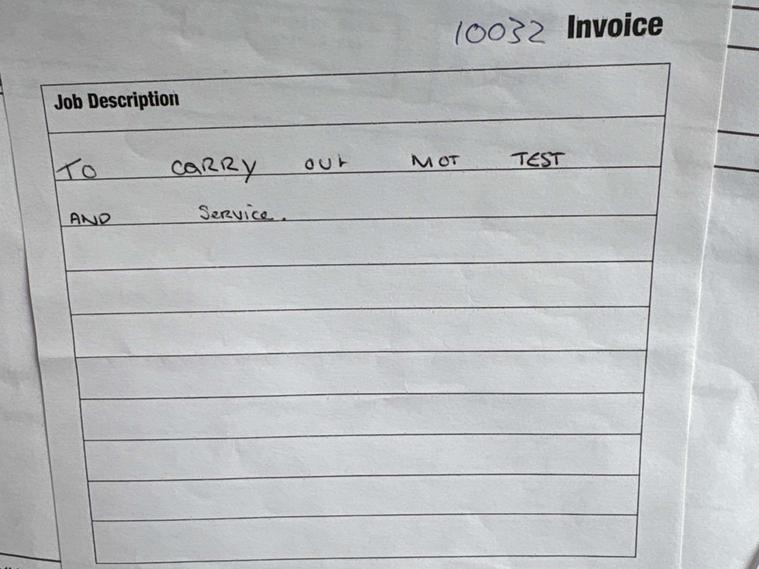 10032 Invoice
Job Description
TO CARRY OUT MOT TEST
AND Service.